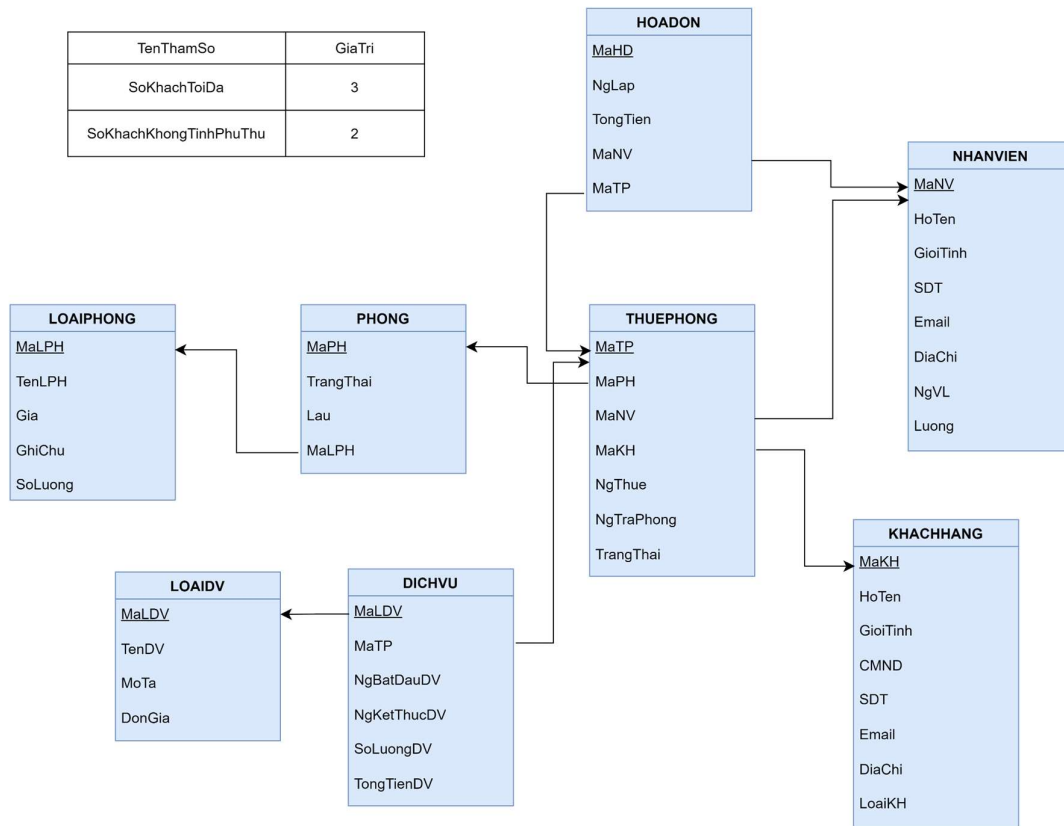 TenThamSo GiaTri
SoKhachToiDa 3
SoKhachKhongTinhPhuThu 2
HOADON
MaHD
NgLap
TongTien
MaNV
MaTP
NHANVIEN
MaNV
HoTen
GioiTinh
SDT
Email
DiaChi
NgVL
Luong
LOAIPHONG
MaLPH
TenLPH
Gia
GhiChu
SoLuong
PHONG
MaPH
TrangThai
Lau
MaLPH
THUEPHONG
MaTP
MaPH
MaNV
MaKH
NgThue
NgTraPhong
TrangThai
KHACHHANG
MaKH
HoTen
GioiTinh
CMND
SDT
Email
DiaChi
LoaiKH
LOAIDV
MaLDV
TenDV
MoTa
DonGia
DICHVU
MaLDV
MaTP
NgBatDauDV
NgKetThucDV
SoLuongDV
TongTienDV